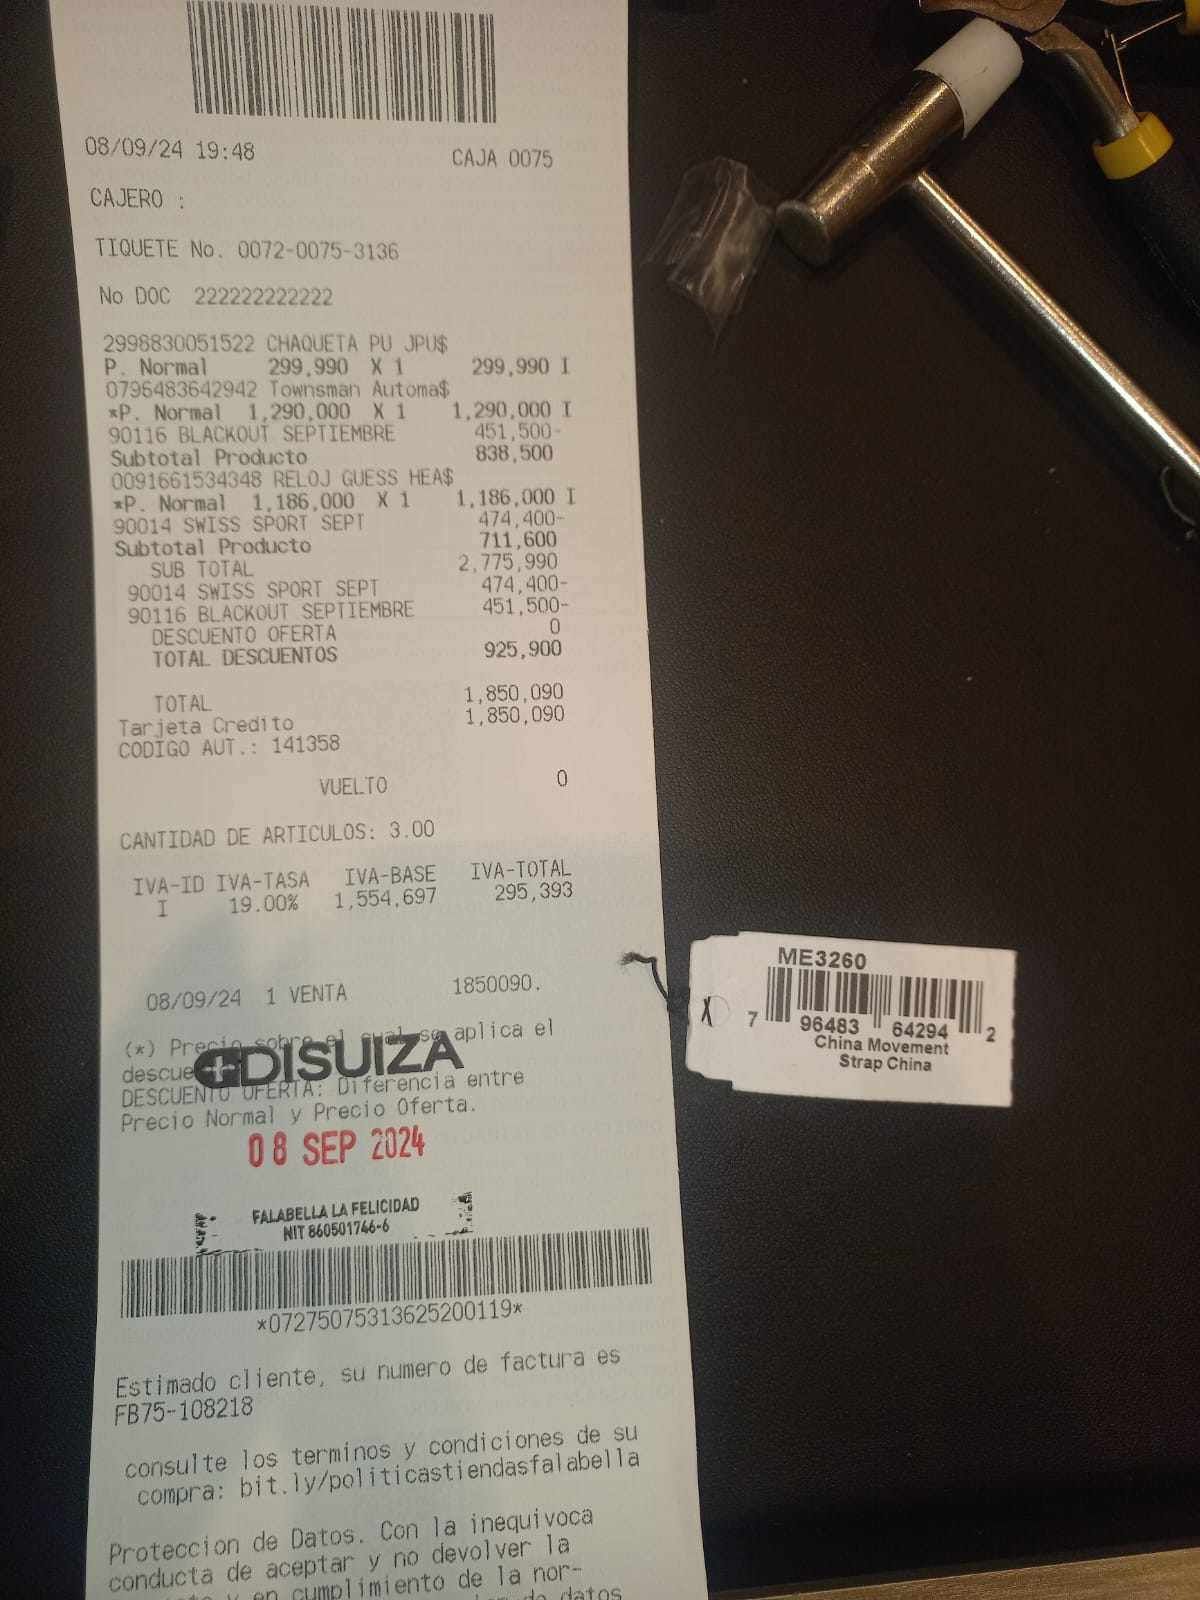 08/09/24 19:48 CAJA 0075
CAJERO :
TIQUETE No. 0072-0075-3136
No DOC 222222222222
2998830051522 CHAQUETA PU JPU$
P. Normal 299,990 X 1 299,990 I
0796483642942 Townsman Automa$
*P. Normal 1,290,000 X 1 1,290,000 I
90116 BLACKOUT SEPTIEMBRE 451,500-
Subtotal Producto 838,500
0091661534348 RELOJ GUESS HEA$
*P. Normal 1,186,000 X 1 1,186,000 I
90014 SWISS SPORT SEPT 474,400-
Subtotal Producto 711,600
SUB TOTAL 2,775,990
90014 SWISS SPORT SEPT 474,400-
90116 BLACKOUT SEPTIEMBRE 451,500-
DESCUENTO OFERTA 0
TOTAL DESCUENTOS 925,900
TOTAL 1,850,090
Tarjeta Credito 1,850,090
CODIGO AUT.: 141358
VUELTO 0
CANTIDAD DE ARTICULOS: 3.00
IVA-ID IVA-TASA IVA-BASE IVA-TOTAL
I 19.00% 1,554,697 295,393
08/09/24 1 VENTA 1850090.
(*) Precio sobre el cual se aplica el
descue
DISUIZA
DESCUENTO OFERTA: Diferencia entre
Precio Normal y Precio Oferta.
08 SEP 2024
FALABELLA LA FELICIDAD
NIT 860501746-6
*07275075313625200119*
Estimado cliente, su numero de factura es
FB75-108218
consulte los terminos y condiciones de su
compra: bit.ly/politicastiendasfalabella
Proteccion de Datos. Con la inequivoca
conducta de aceptar y no devolver la
y en cumplimiento de la nor-
de datos
ME3260
X
7 96483 64294 2
China Movement
Strap China